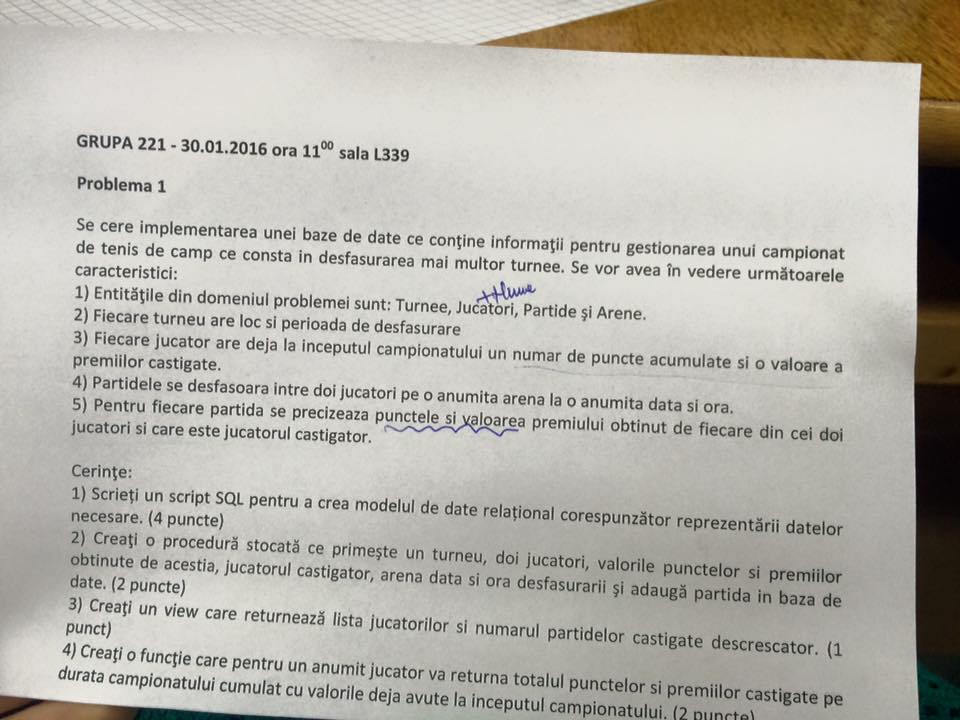 GRUPA 221 - 30.01.2016 ora 11⁰⁰ sala L339
Problema 1
Se cere implementarea unei baze de date ce conţine informaţii pentru gestionarea unui campionat
de tenis de camp ce consta in desfasurarea mai multor turnee. Se vor avea în vedere următoarele
caracteristici:
1) Entităţile din domeniul problemei sunt: Turnee, Jucatori, Partide şi Arene.
2) Fiecare turneu are loc si perioada de desfasurare
3) Fiecare jucator are deja la inceputul campionatului un numar de puncte acumulate si o valoare a
premiilor castigate.
4) Partidele se desfasoara intre doi jucatori pe o anumita arena la o anumita data si ora.
5) Pentru fiecare partida se precizeaza punctele si valoarea premiului obtinut de fiecare din cei doi
jucatori si care este jucatorul castigator.
Cerinţe:
1) Scrieți un script SQL pentru a crea modelul de date relațional corespunzător reprezentării datelor
necesare. (4 puncte)
2) Creaţi o procedură stocată ce primeşte un turneu, doi jucatori, valorile punctelor si premiilor
obtinute de acestia, jucatorul castigator, arena data si ora desfasurarii şi adaugă partida in baza de
date. (2 puncte)
3) Creaţi un view care returnează lista jucatorilor si numarul partidelor castigate descrescator. (1
punct)
4) Creaţi o funcţie care pentru un anumit jucator va returna totalul punctelor si premiilor castigate pe
durata campionatului cumulat cu valorile deja avute la inceputul campionatului. (2 puncte)